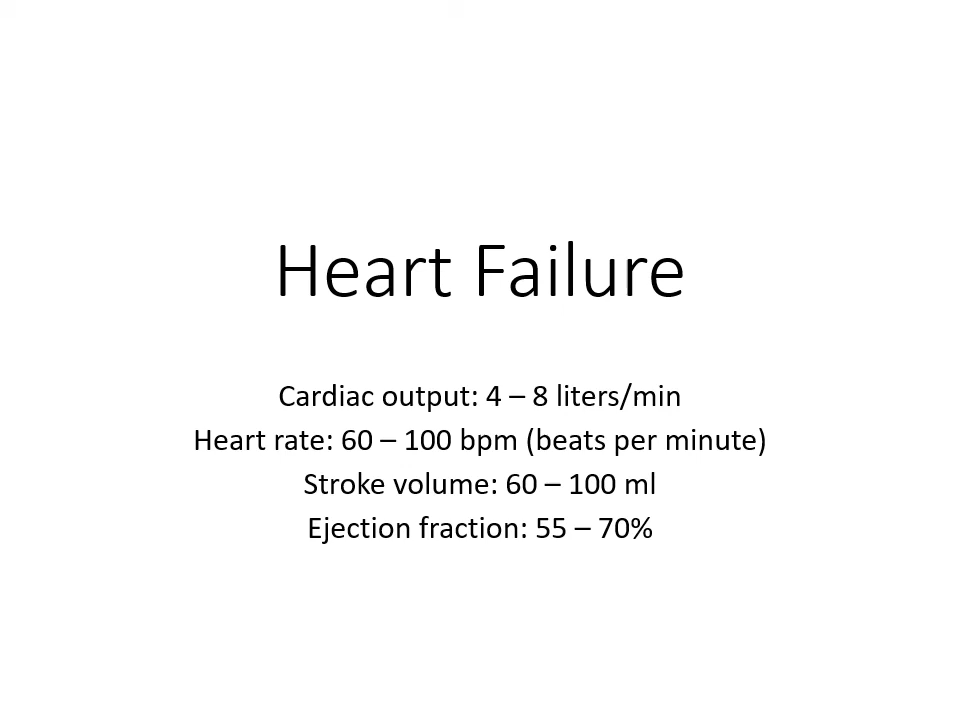 Heart Failure
Cardiac output: 4 – 8 liters/min
Heart rate: 60 – 100 bpm (beats per minute)
Stroke volume: 60 – 100 ml
Ejection fraction: 55 – 70%